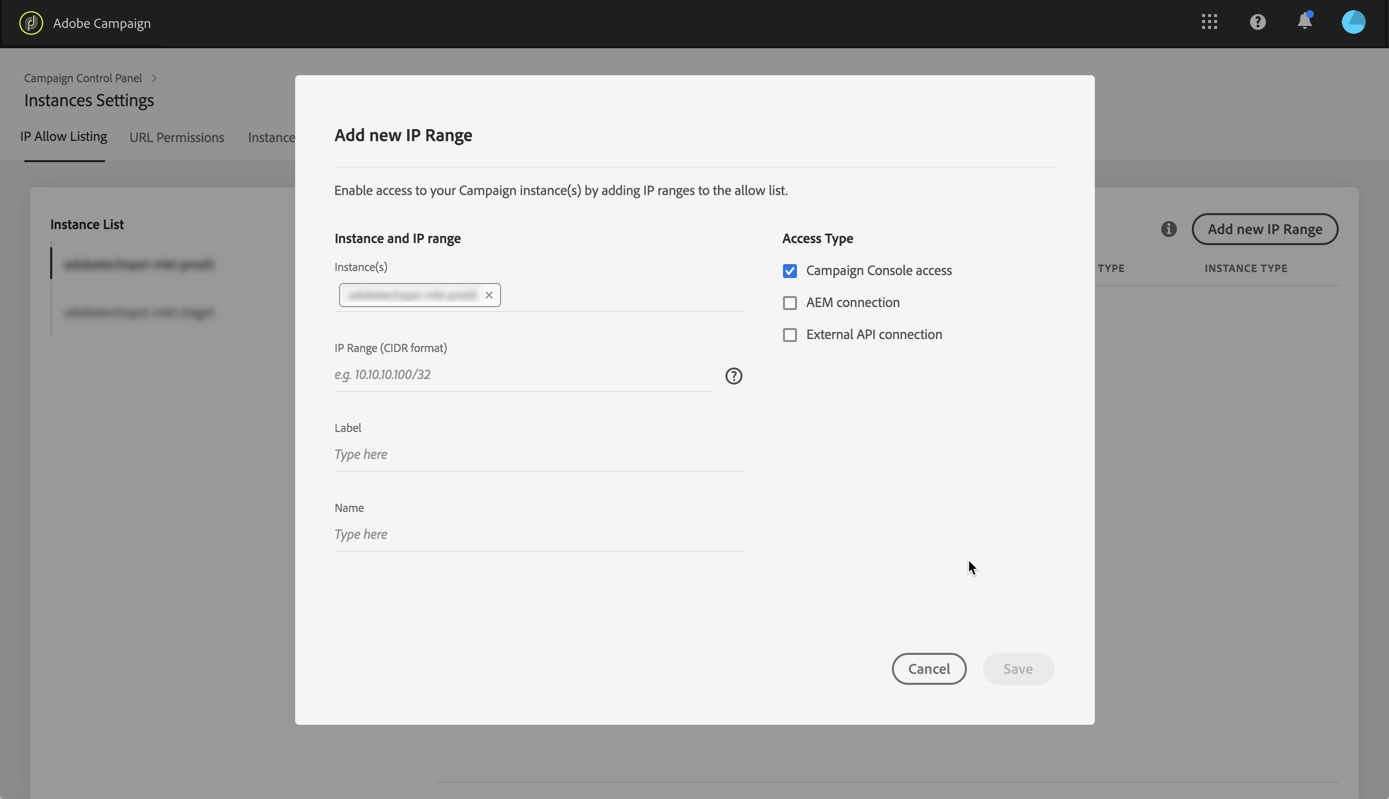 Adobe Campaign
Campaign Control Panel
Instances Settings
IP Allow Listing
URL Permissions
Instance
Instance List
Add new IP Range
TYPE
INSTANCE TYPE
Add new IP Range
Enable access to your Campaign instance(s) by adding IP ranges to the allow list.
Instance and IP range
Instance(s)
IP Range (CIDR format)
e.g. 10.10.10.100/32
Label
Type here
Name
Type here
Access Type
Campaign Console access
AEM connection
External API connection
Cancel
Save